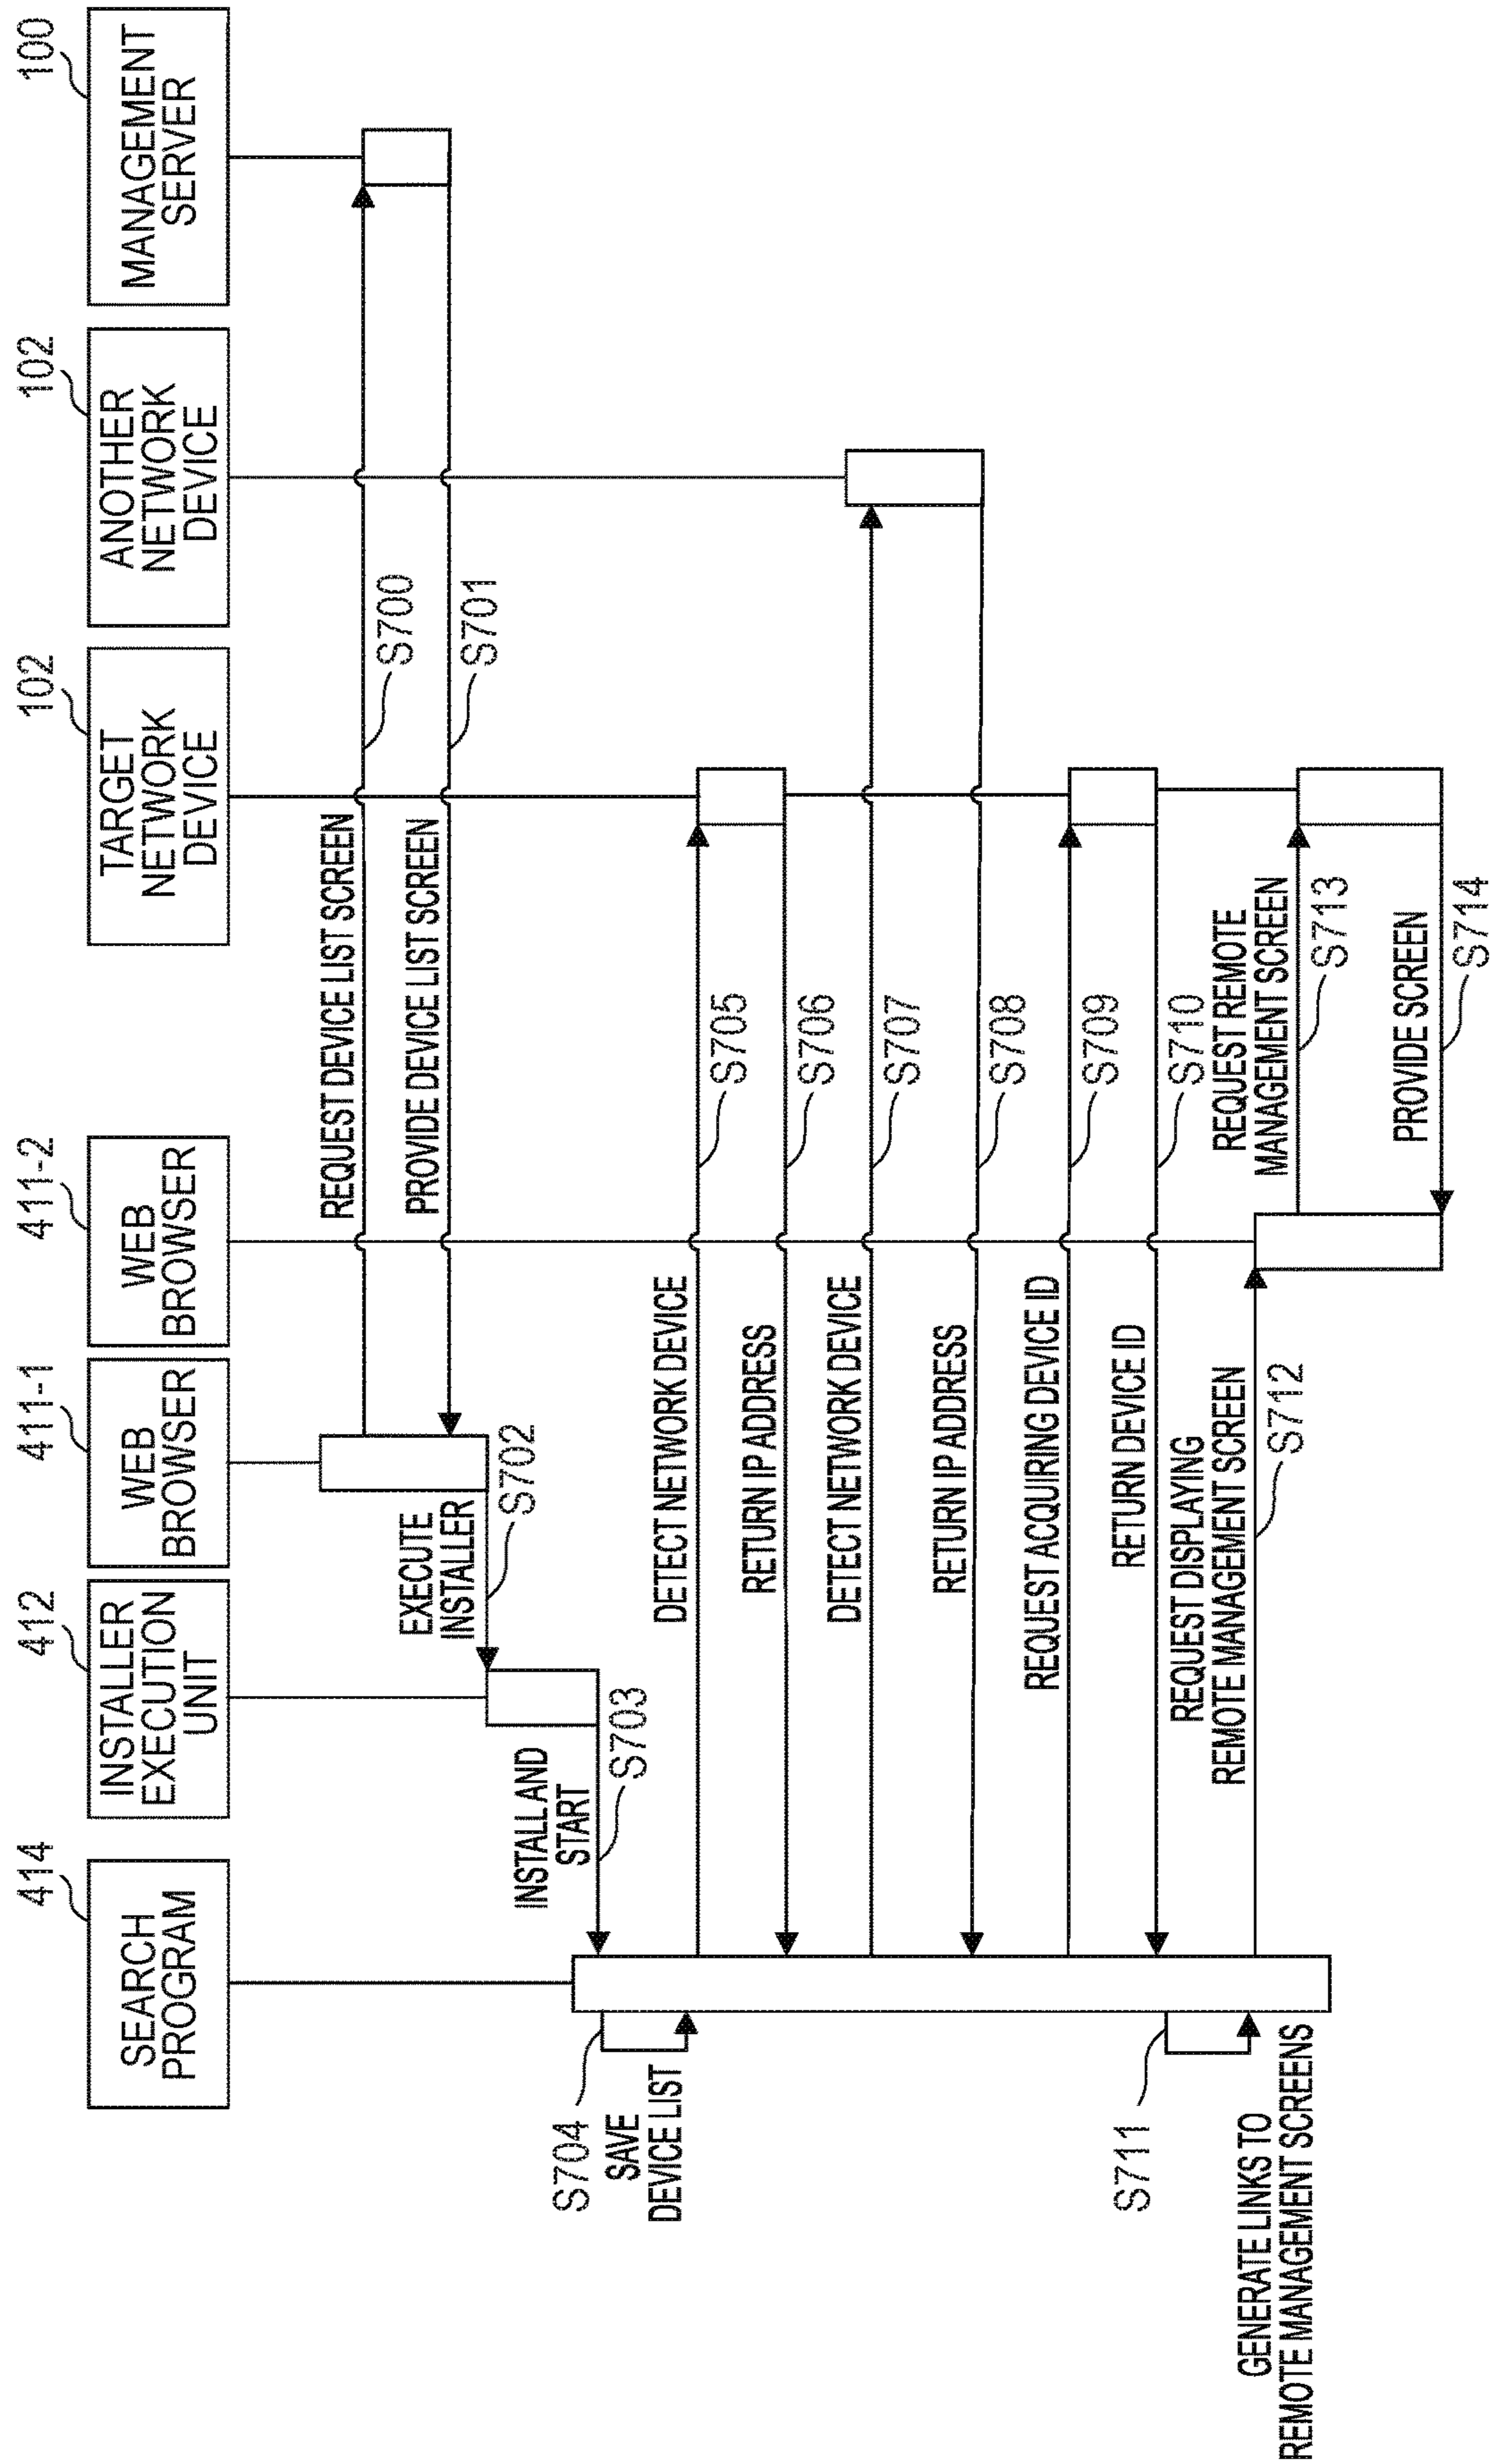 414
SEARCH
PROGRAM
412
INSTALLER
EXECUTION
UNIT
411-1
WEB
BROWSER
411-2
WEB
BROWSER
102
TARGET
NETWORK
DEVICE
102
ANOTHER
NETWORK
DEVICE
100
MANAGEMENT
SERVER
REQUEST DEVICE LIST SCREEN
S700
PROVIDE DEVICE LIST SCREEN
S701
EXECUTE
INSTALLER
S702
INSTALL AND
START
S703
S704
SAVE
DEVICE LIST
DETECT NETWORK DEVICE
S705
RETURN IP ADDRESS
S706
DETECT NETWORK DEVICE
S707
RETURN IP ADDRESS
S708
REQUEST ACQUIRING DEVICE ID
S709
RETURN DEVICE ID
S710
S711
GENERATE LINKS TO
REMOTE MANAGEMENT SCREENS
REQUEST DISPLAYING
REMOTE MANAGEMENT SCREEN
S712
REQUEST REMOTE
MANAGEMENT SCREEN
S713
PROVIDE SCREEN
S714